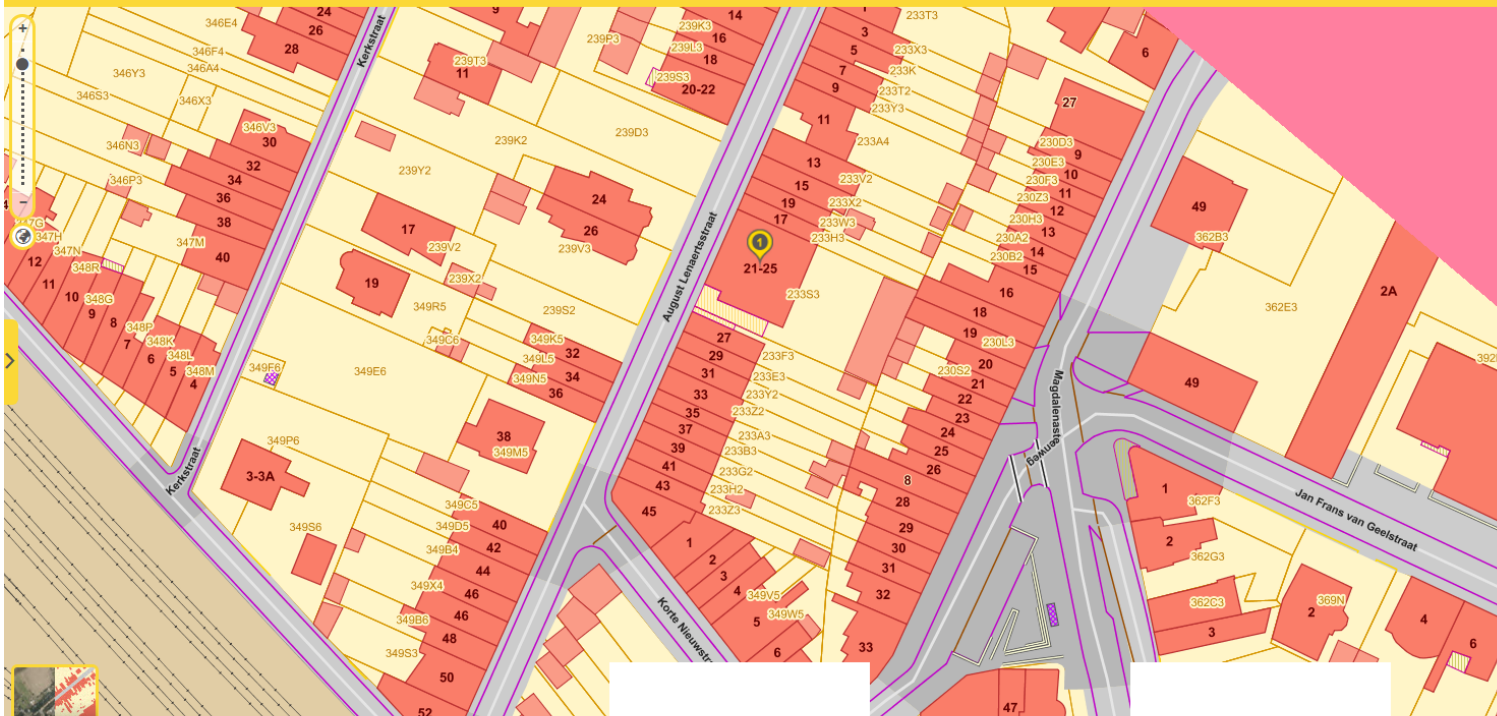 24
26
28
346E4
346F4
346A4
346Y3
346S3
346X3
346N3
346P3
346V3
30
32
34
36
38
40
347G
347H
347N
347M
348R
348G
348P
348K
348L
348M
12
11
10
9
8
7
6
5
4
Kerkstraat
9
239T3
11
239P3
239K3
239L3
239S3
14
16
18
20-22
239D3
239K2
239Y2
24
26
239V3
17
239V2
19
239X2
349R5
239S2
349C6
349K5
349L5
349N5
32
34
36
349F6
349E6
38
349M5
349P6
3-3A
Kerkstraat
349S6
349C5
349D5
349B4
349X4
349B6
349S3
40
42
44
46
46
48
50
52
August Lenaertsstraat
1
3
5
7
9
11
13
15
19
17
1
21-25
233T3
233X3
233K
233T2
233Y3
233A4
233V2
233X2
233W3
233H3
233S3
27
29
31
33
35
37
39
41
43
45
233F3
233E3
233Y2
233Z2
233A3
233B3
233G2
233H2
233Z3
1
2
3
4
5
6
349V5
349W5
Korte Nieuwstra
6
27
230D3
230E3
230F3
230Z3
230H3
230A2
230B2
9
10
11
12
13
14
15
16
18
19
20
21
22
23
24
25
26
8
28
29
30
31
32
33
230L3
230S2
Magdalenasteenweg
47
49
362B3
362E3
2A
49
Jan Frans van Geelstraat
1
362F3
2
362G3
362C3
3
2
369N
4
6